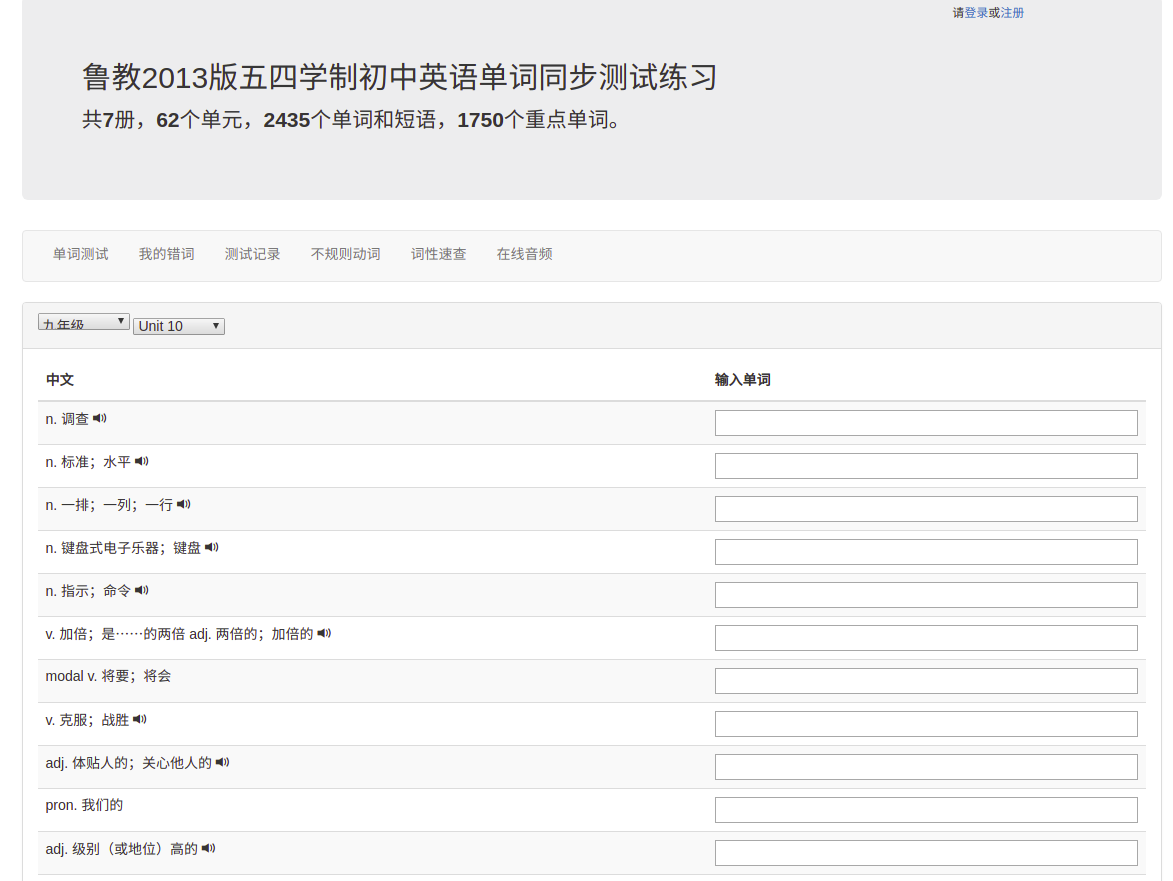 请登录或注册
鲁教2013版五四学制初中英语单词同步测试练习
共7册，62个单元，2435个单词和短语，1750个重点单词。
单词测试 我的错词 测试记录 不规则动词 词性速查 在线音频
九年级 Unit 10
中文 输入单词
n. 调查
n. 标准；水平
n. 一排；一列；一行
n. 键盘式电子乐器；键盘
n. 指示；命令
v. 加倍；是……的两倍 adj. 两倍的；加倍的
modal v. 将要；将会
v. 克服；战胜
adj. 体贴人的；关心他人的
pron. 我们的
adj. 级别（或地位）高的